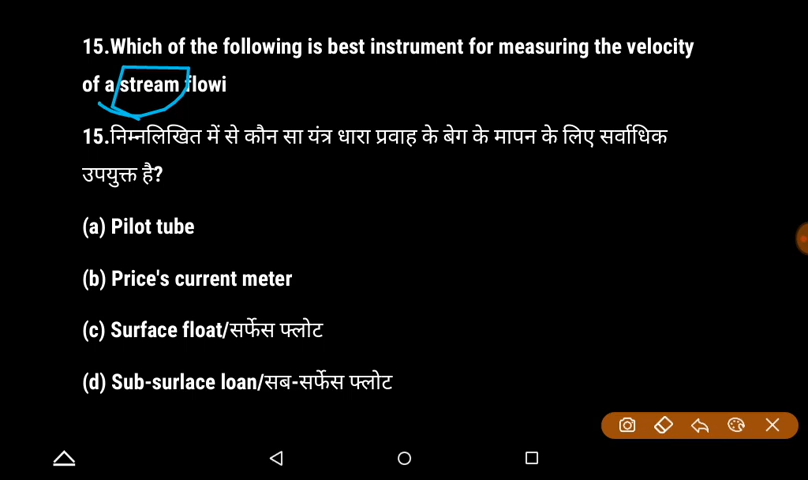 15.Which of the following is best instrument for measuring the velocity
of a stream flowi
15.निम्नलिखित में से कौन सा यंत्र धारा प्रवाह के बेग के मापन के लिए सर्वाधिक
उपयुक्त है?
(a) Pilot tube
(b) Price's current meter
(c) Surface float/सर्फेस फ्लोट
(d) Sub-surlace loan/सब-सर्फेस फ्लोट